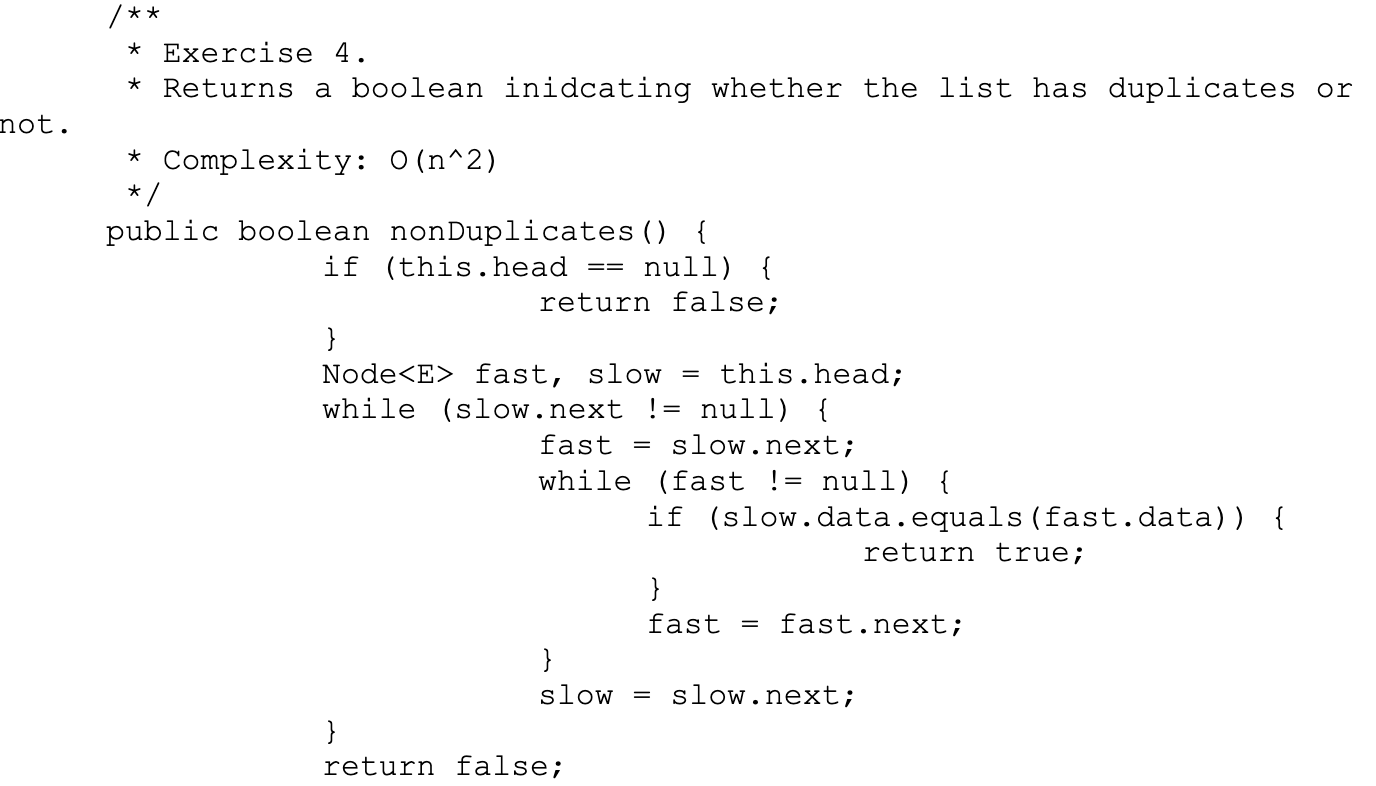 /**
* Exercise 4.
* Returns a boolean inidcating whether the list has duplicates or
not.
* Complexity: O(n^2)
*/
public boolean nonDuplicates() {
if (this.head == null) {
return false;
}
Node<E> fast, slow = this.head;
while (slow.next != null) {
fast = slow.next;
while (fast != null) {
if (slow.data.equals(fast.data)) {
return true;
}
fast = fast.next;
}
slow = slow.next;
}
return false;